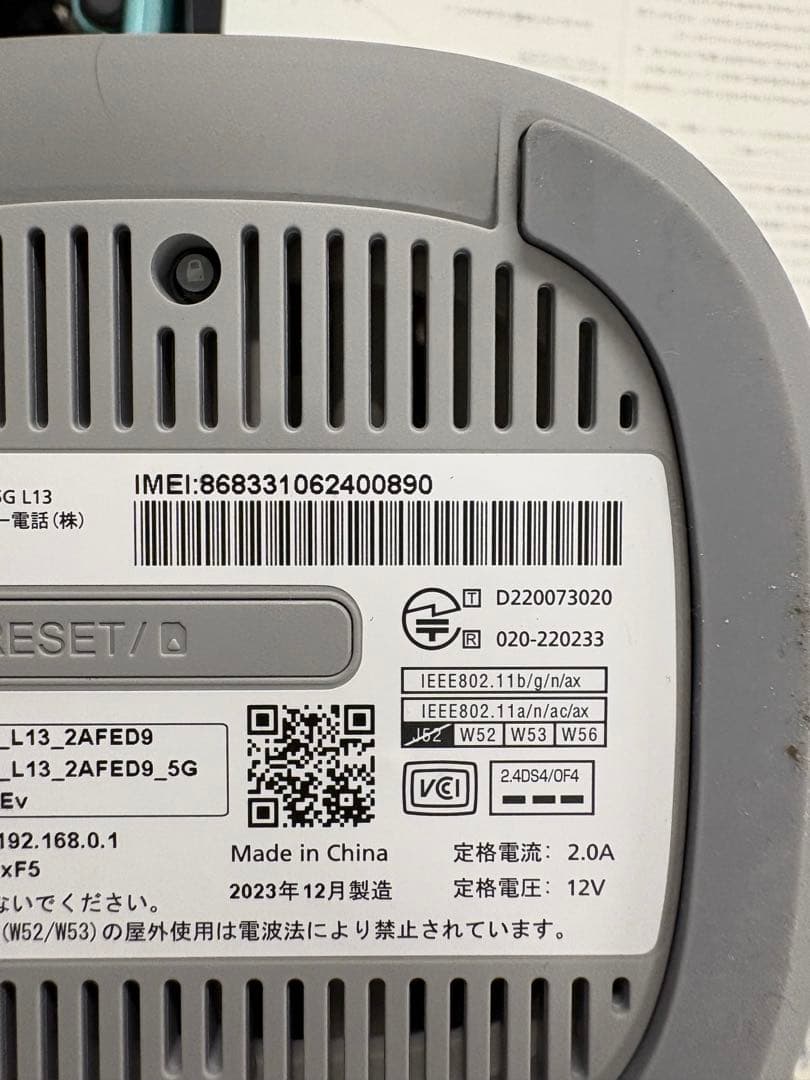 IMEI:868331062400890
5G L13
ー電話(株)
T D220073020
R 020-220233
RESET/
IEEE802.11b/g/n/ax
IEEE802.11a/n/ac/ax
J52 W52 W53 W56
_L13_2AFED9
_L13_2AFED9_5G
Ev
VCCI
2.4DS4/OF4
192.168.0.1
xF5
Made in China
定格電流: 2.0A
2023年12月製造
定格電圧: 12V
ないでください。
(W52/W53)の屋外使用は電波法により禁止されています。